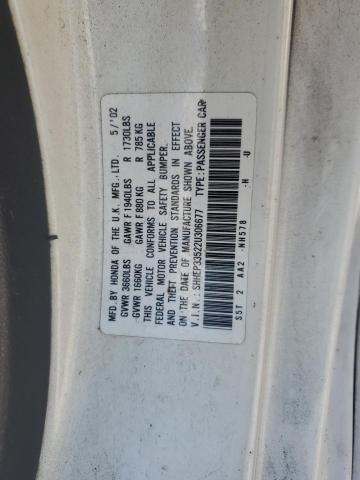 MFD BY HONDA OF THE U.K. MFG., LTD. 5/'02
GVWR 3660LBS GAWR F 1940LBS R 1730LBS
GVWR 1660KG GAWR F 880KG R 785KG
THIS VEHICLE CONFORMS TO ALL APPLICABLE
FEDERAL MOTOR VEHICLE SAFETY, BUMPER,
AND THEFT PREVENTION STANDARDS IN EFFECT
ON THE DATE OF MANUFACTURE SHOWN ABOVE.
V.I.N.: SHHEP33522U306677 TYPE: PASSENGER CAR
S5T 2 AA2 NH578 -H -U